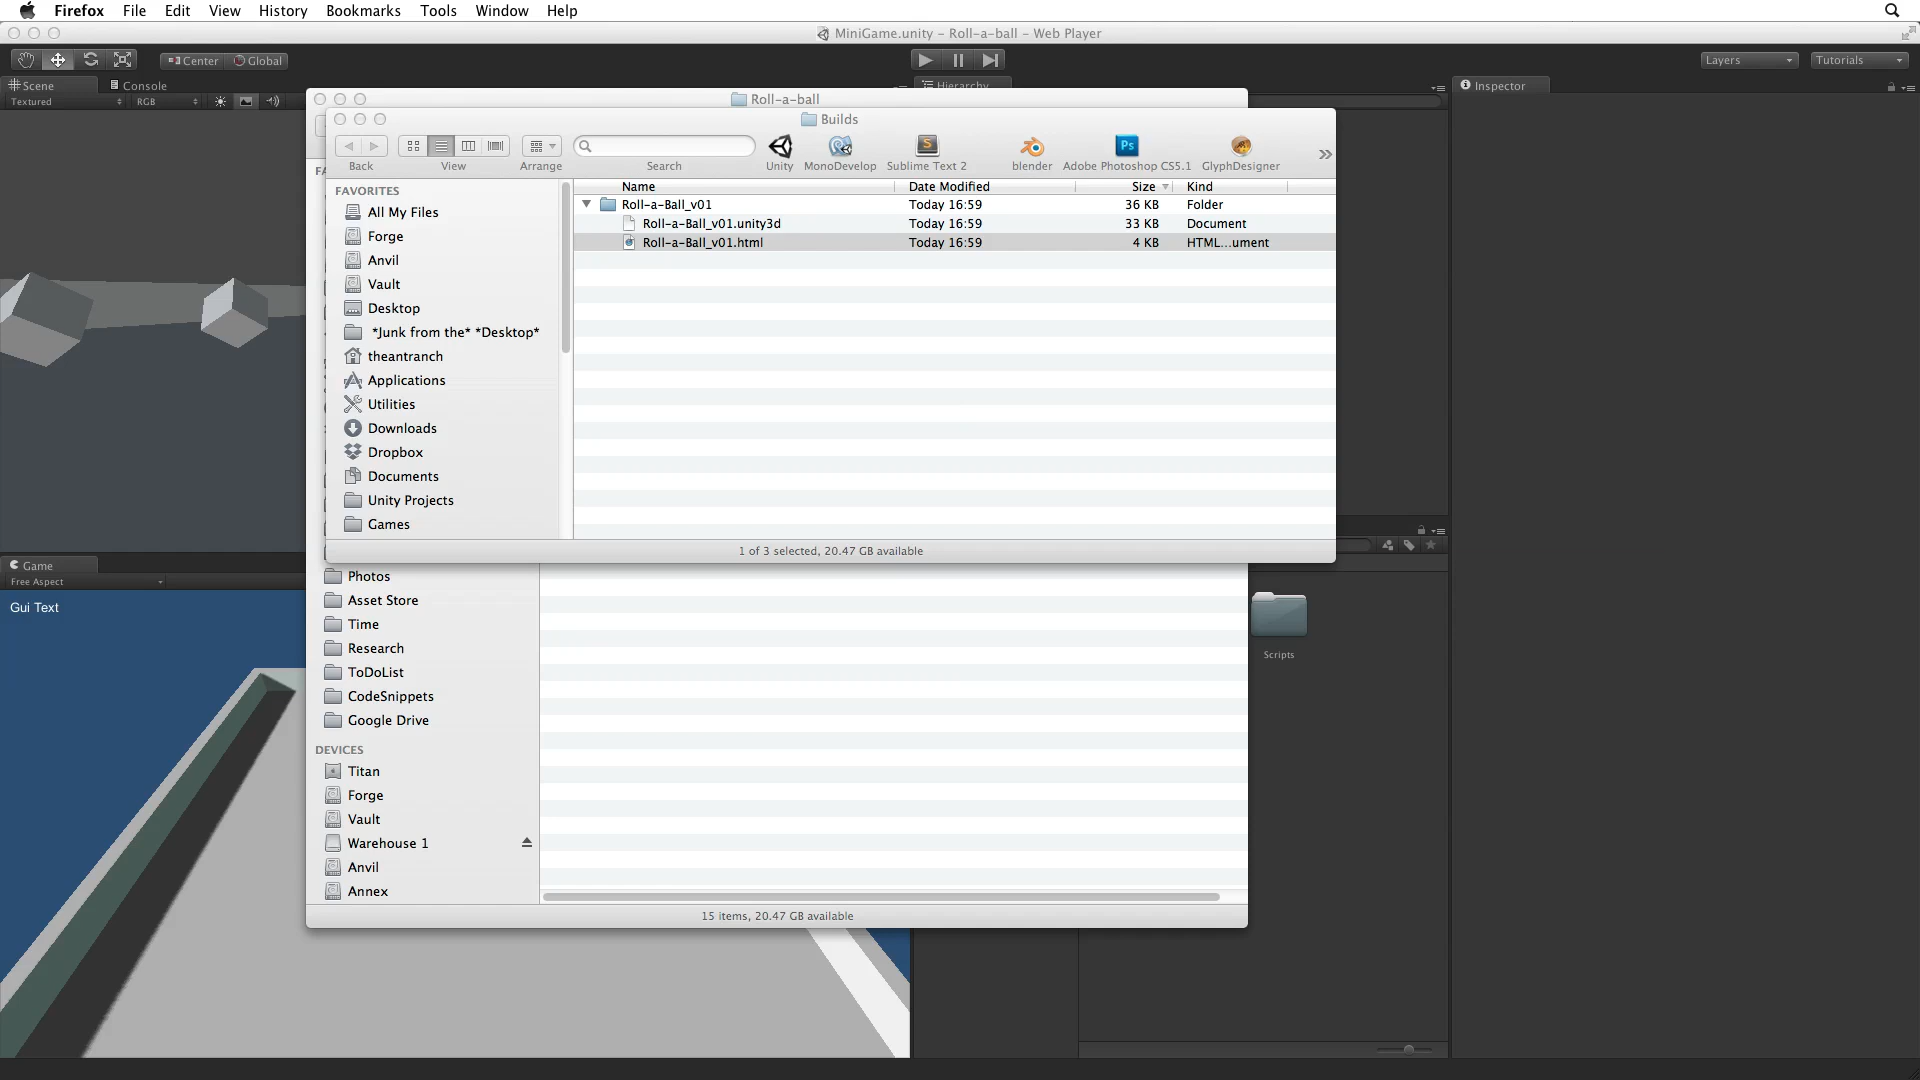 Firefox File Edit View History Bookmarks Tools Window Help
MiniGame.unity – Roll-a-ball – Web Player
Center Global Layers Tutorials
Scene Console Hierarchy Inspector
Textured RGB
Roll-a-ball
Builds
Back View Arrange Search Unity MonoDevelop Sublime Text 2 blender Adobe Photoshop CS5.1 GlyphDesigner
Name Date Modified Size Kind
Roll-a-Ball_v01 Today 16:59 36 KB Folder
Roll-a-Ball_v01.unity3d Today 16:59 33 KB Document
Roll-a-Ball_v01.html Today 16:59 4 KB HTML...ument
FAVORITES
All My Files
Forge
Anvil
Vault
Desktop
*Junk from the* *Desktop*
theantranch
Applications
Utilities
Downloads
Dropbox
Documents
Unity Projects
Games
1 of 3 selected, 20.47 GB available
Photos
Asset Store
Time
Research
ToDoList
CodeSnippets
Google Drive
DEVICES
Titan
Forge
Vault
Warehouse 1
Anvil
Annex
15 items, 20.47 GB available
Game
Free Aspect
Gui Text
Scripts